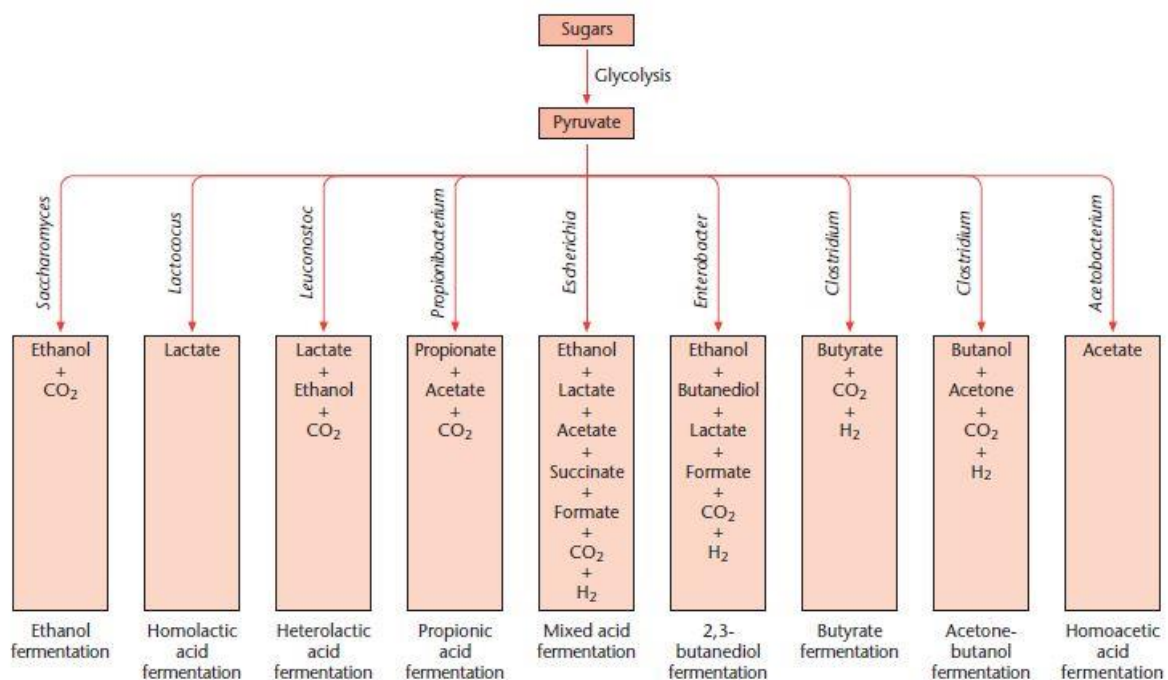 Sugars
Glycolysis
Pyruvate
Saccharomyces
Lactococus
Leuconostoc
Propionibacterium
Escherichia
Enterobacter
Clostridium
Clostridium
Acetobacterium
Ethanol
+
CO₂
Lactate
Lactate
+
Ethanol
+
CO₂
Propionate
+
Acetate
+
CO₂
Ethanol
+
Lactate
+
Acetate
+
Succinate
+
Formate
+
CO₂
+
H₂
Ethanol
+
Butanediol
+
Lactate
+
Formate
+
CO₂
+
H₂
Butyrate
+
CO₂
+
H₂
Butanol
+
Acetone
+
CO₂
+
H₂
Acetate
Ethanol
fermentation
Homolactic
acid
fermentation
Heterolactic
acid
fermentation
Propionic
acid
fermentation
Mixed acid
fermentation
2,3-
butanediol
fermentation
Butyrate
fermentation
Acetone-
butanol
fermentation
Homoacetic
acid
fermentation